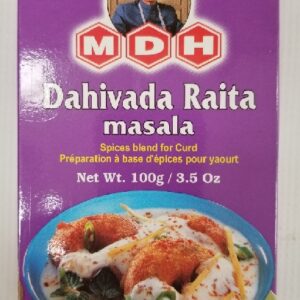 MDH
Dahivada Raita
masala
Spices blend for Curd
Préparation à base d'épices pour yaourt
Net Wt. 100g / 3.5 Oz